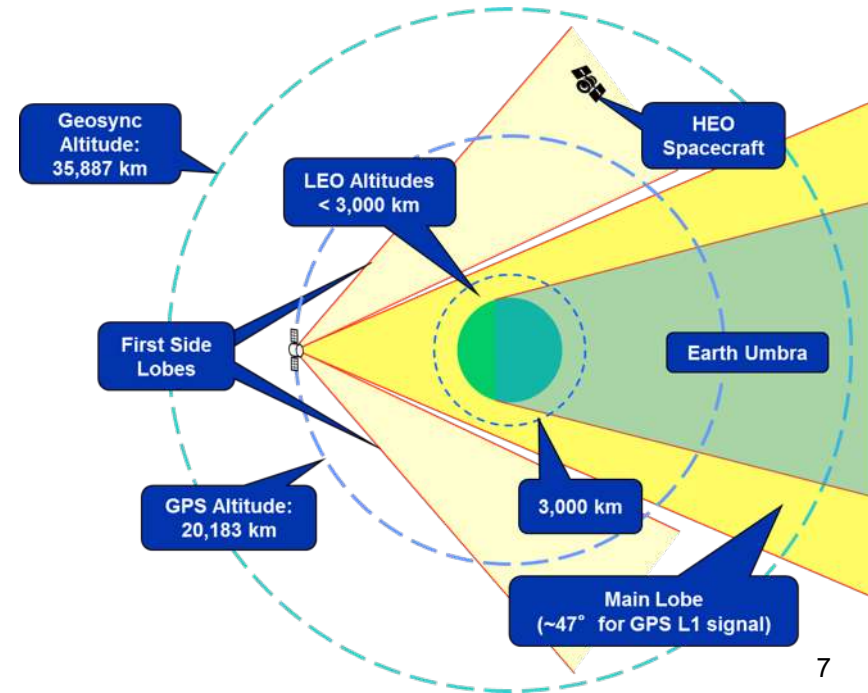 Geosync
Altitude:
35,887 km
HEO
Spacecraft
LEO Altitudes
< 3,000 km
First Side
Lobes
Earth Umbra
GPS Altitude:
20,183 km
3,000 km
Main Lobe
(~47° for GPS L1 signal)
7